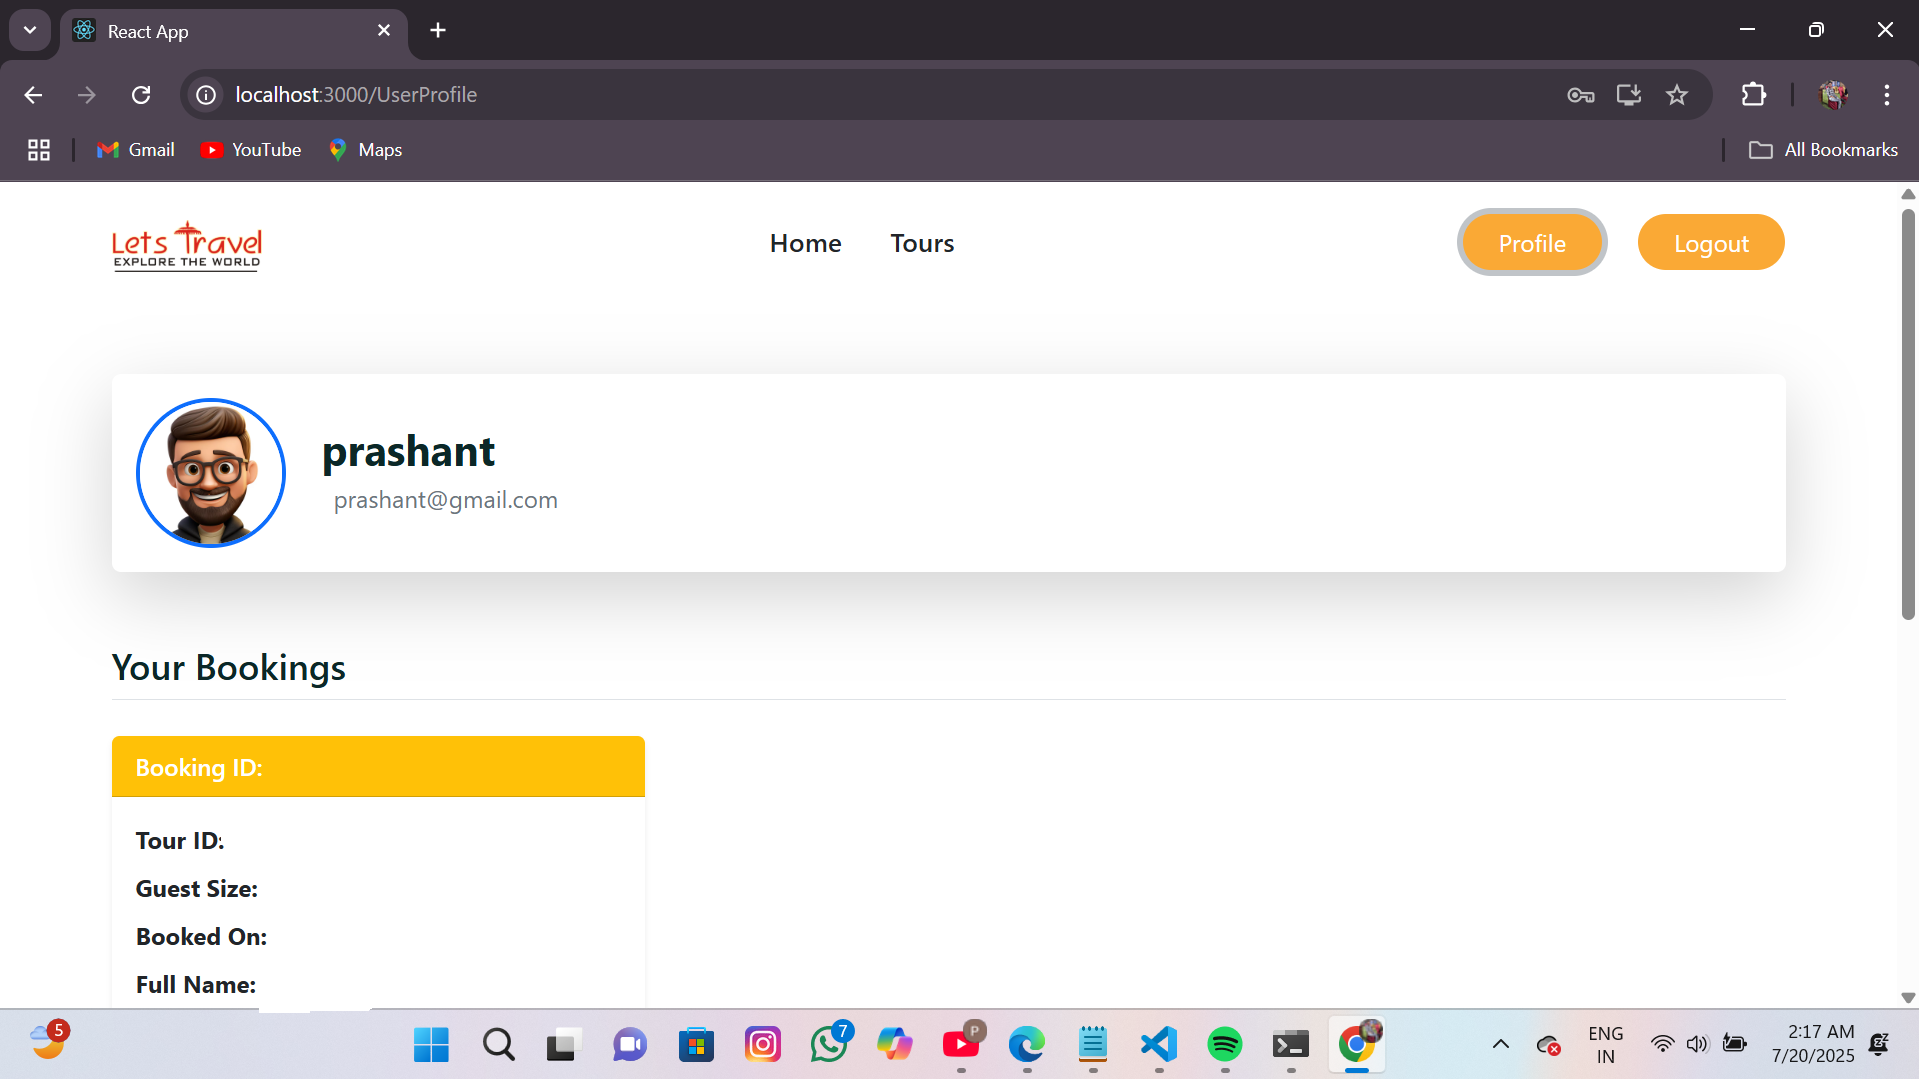 React App
localhost:3000/UserProfile
Gmail
YouTube
Maps
All Bookmarks
Lets Travel
EXPLORE THE WORLD
Home
Tours
Profile
Logout
prashant
prashant@gmail.com
Your Bookings
Booking ID:
Tour ID:
Guest Size:
Booked On:
Full Name:
5
7
P
ENG
IN
2:17 AM
7/20/2025